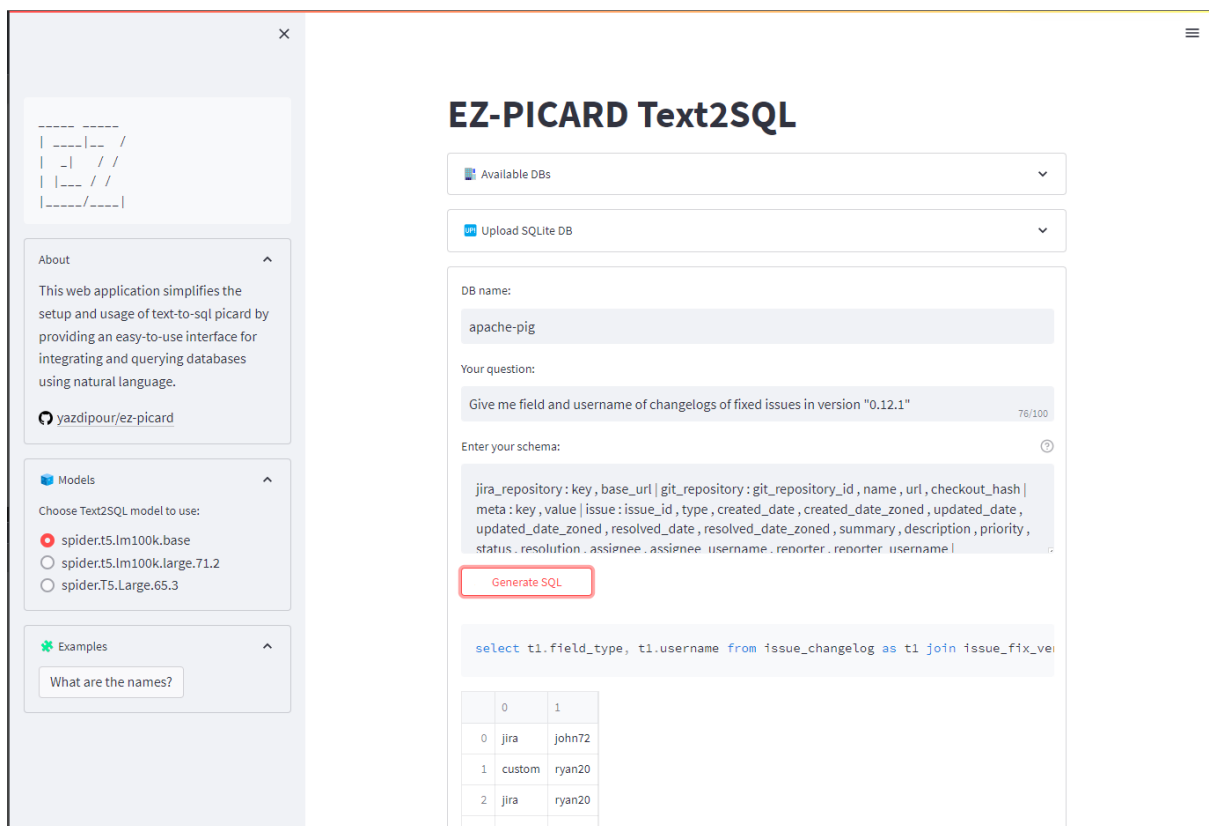 EZ-PICARD Text2SQL
_____ _____
| ____|__  /
|  _|   / /
| |___ / /
|_____/____|
About
This web application simplifies the
setup and usage of text-to-sql picard by
providing an easy-to-use interface for
integrating and querying databases
using natural language.
yazdipour/ez-picard
Models
Choose Text2SQL model to use:
spider.t5.lm100k.base
spider.t5.lm100k.large.71.2
spider.T5.Large.65.3
Examples
What are the names?
Available DBs
UP! Upload SQLite DB
DB name:
apache-pig
Your question:
Give me field and username of changelogs of fixed issues in version "0.12.1"
76/100
Enter your schema:
jira_repository : key , base_url | git_repository : git_repository_id , name , url , checkout_hash |
meta : key , value | issue : issue_id , type , created_date , created_date_zoned , updated_date ,
updated_date_zoned , resolved_date , resolved_date_zoned , summary , description , priority ,
status , resolution , assignee , assignee_username , reporter , reporter_username |
Generate SQL
select t1.field_type, t1.username from issue_changelog as t1 join issue_fix_ve
0 1
0 jira john72
1 custom ryan20
2 jira ryan20